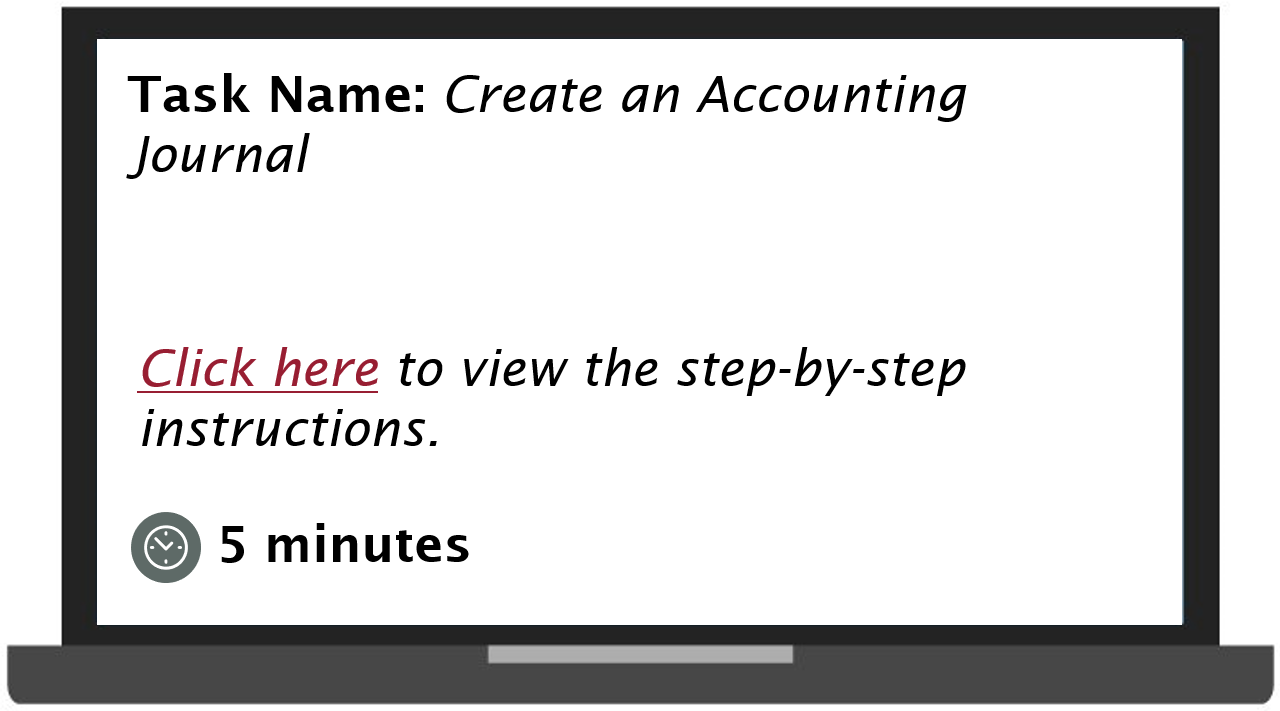 Task Name: Create an Accounting
Journal
Click here to view the step-by-step
instructions.
5 minutes